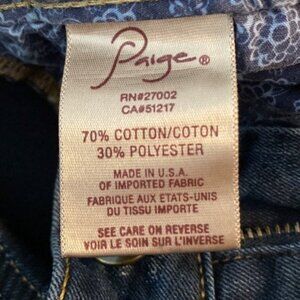 Paige®
RN#27002
CA#51217
70% COTTON/COTON
30% POLYESTER
MADE IN U.S.A.
OF IMPORTED FABRIC
FABRIQUE AUX ETATS-UNIS
DU TISSU IMPORTE
SEE CARE ON REVERSE
VOIR LE SOIN SUR L'INVERSE